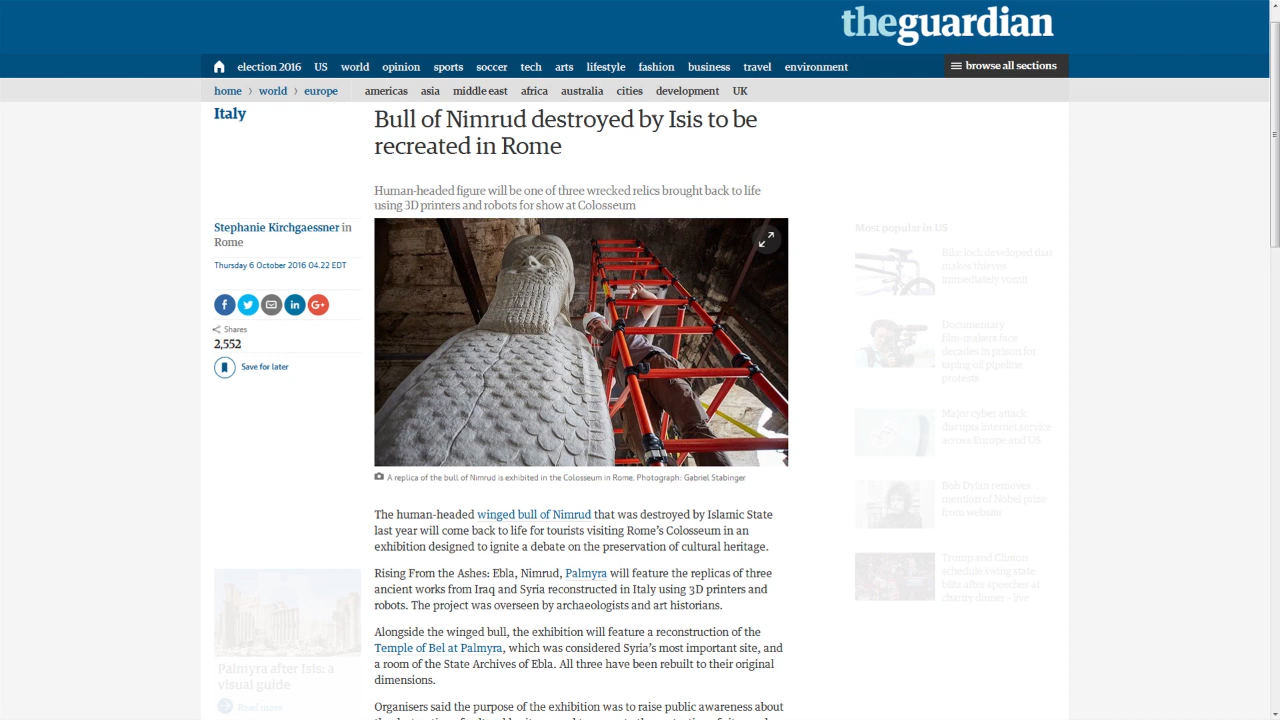 theguardian
election 2016 US world opinion sports soccer tech arts lifestyle fashion business travel environment browse all sections
home › world › europe americas asia middle east africa australia cities development UK
Italy
Bull of Nimrud destroyed by Isis to be
recreated in Rome
Human-headed figure will be one of three wrecked relics brought back to life
using 3D printers and robots for show at Colosseum
Stephanie Kirchgaessner in
Rome
Thursday 6 October 2016 04.22 EDT
f in G+
Shares
2,552
Save for later
A replica of the bull of Nimrud is exhibited in the Colosseum in Rome. Photograph: Gabriel Stabinger
The human-headed winged bull of Nimrud that was destroyed by Islamic State
last year will come back to life for tourists visiting Rome's Colosseum in an
exhibition designed to ignite a debate on the preservation of cultural heritage.
Rising From the Ashes: Ebla, Nimrud, Palmyra will feature the replicas of three
ancient works from Iraq and Syria reconstructed in Italy using 3D printers and
robots. The project was overseen by archaeologists and art historians.
Alongside the winged bull, the exhibition will feature a reconstruction of the
Temple of Bel at Palmyra, which was considered Syria's most important site, and
a room of the State Archives of Ebla. All three have been rebuilt to their original
dimensions.
Organisers said the purpose of the exhibition was to raise public awareness about
Palmyra after Isis: a
visual guide
Read more
Most popular in US
Bike lock developed that
makes thieves
immediately vomit
Documentary
film-makers face
decades in prison for
taping oil pipeline
protests
Major cyber attack
disrupts internet service
across Europe and US
Bob Dylan removes
mention of Nobel prize
from website
Trump and Clinton
schedule swing state
blitz after speeches at
charity dinner - live